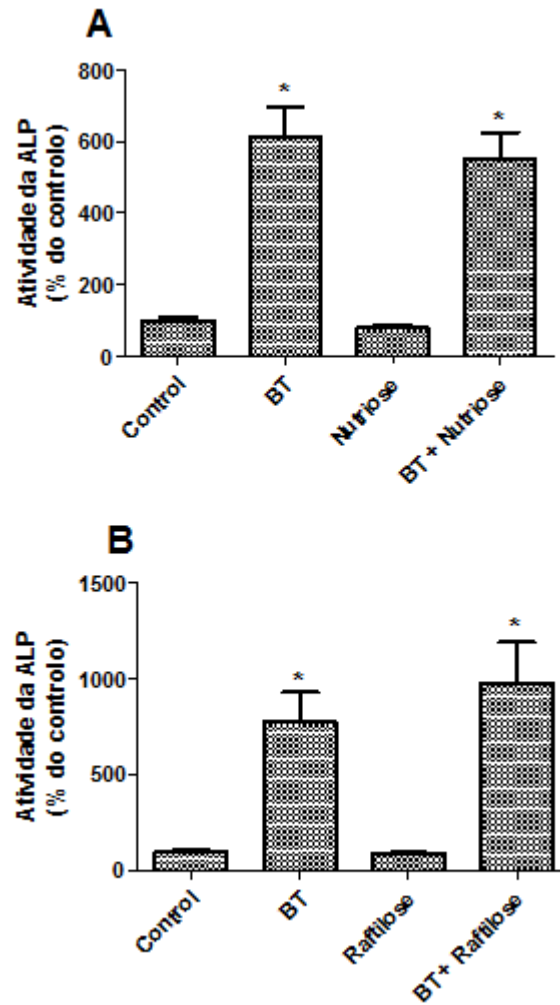 A
Atividade da ALP
(% do controlo)
800
600
400
200
0
*
*
Control
BT
Nutriose
BT+ Nutriose
B
Atividade da ALP
(% do controlo)
1500
1000
500
0
*
*
Control
BT
Raftilose
BT+ Raftilose